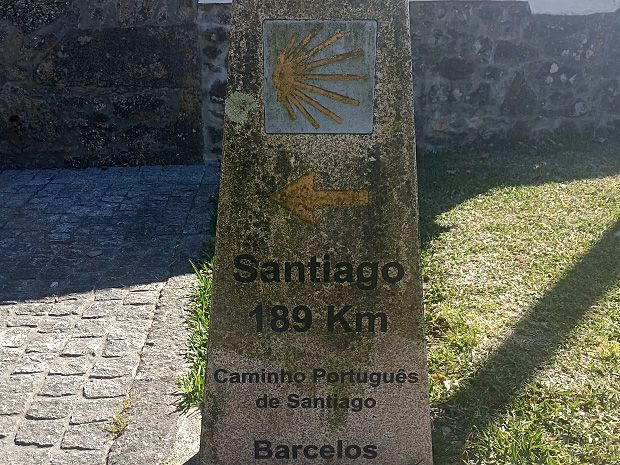 Santiago
189 Km
Caminho Português
de Santiago
Barcelos